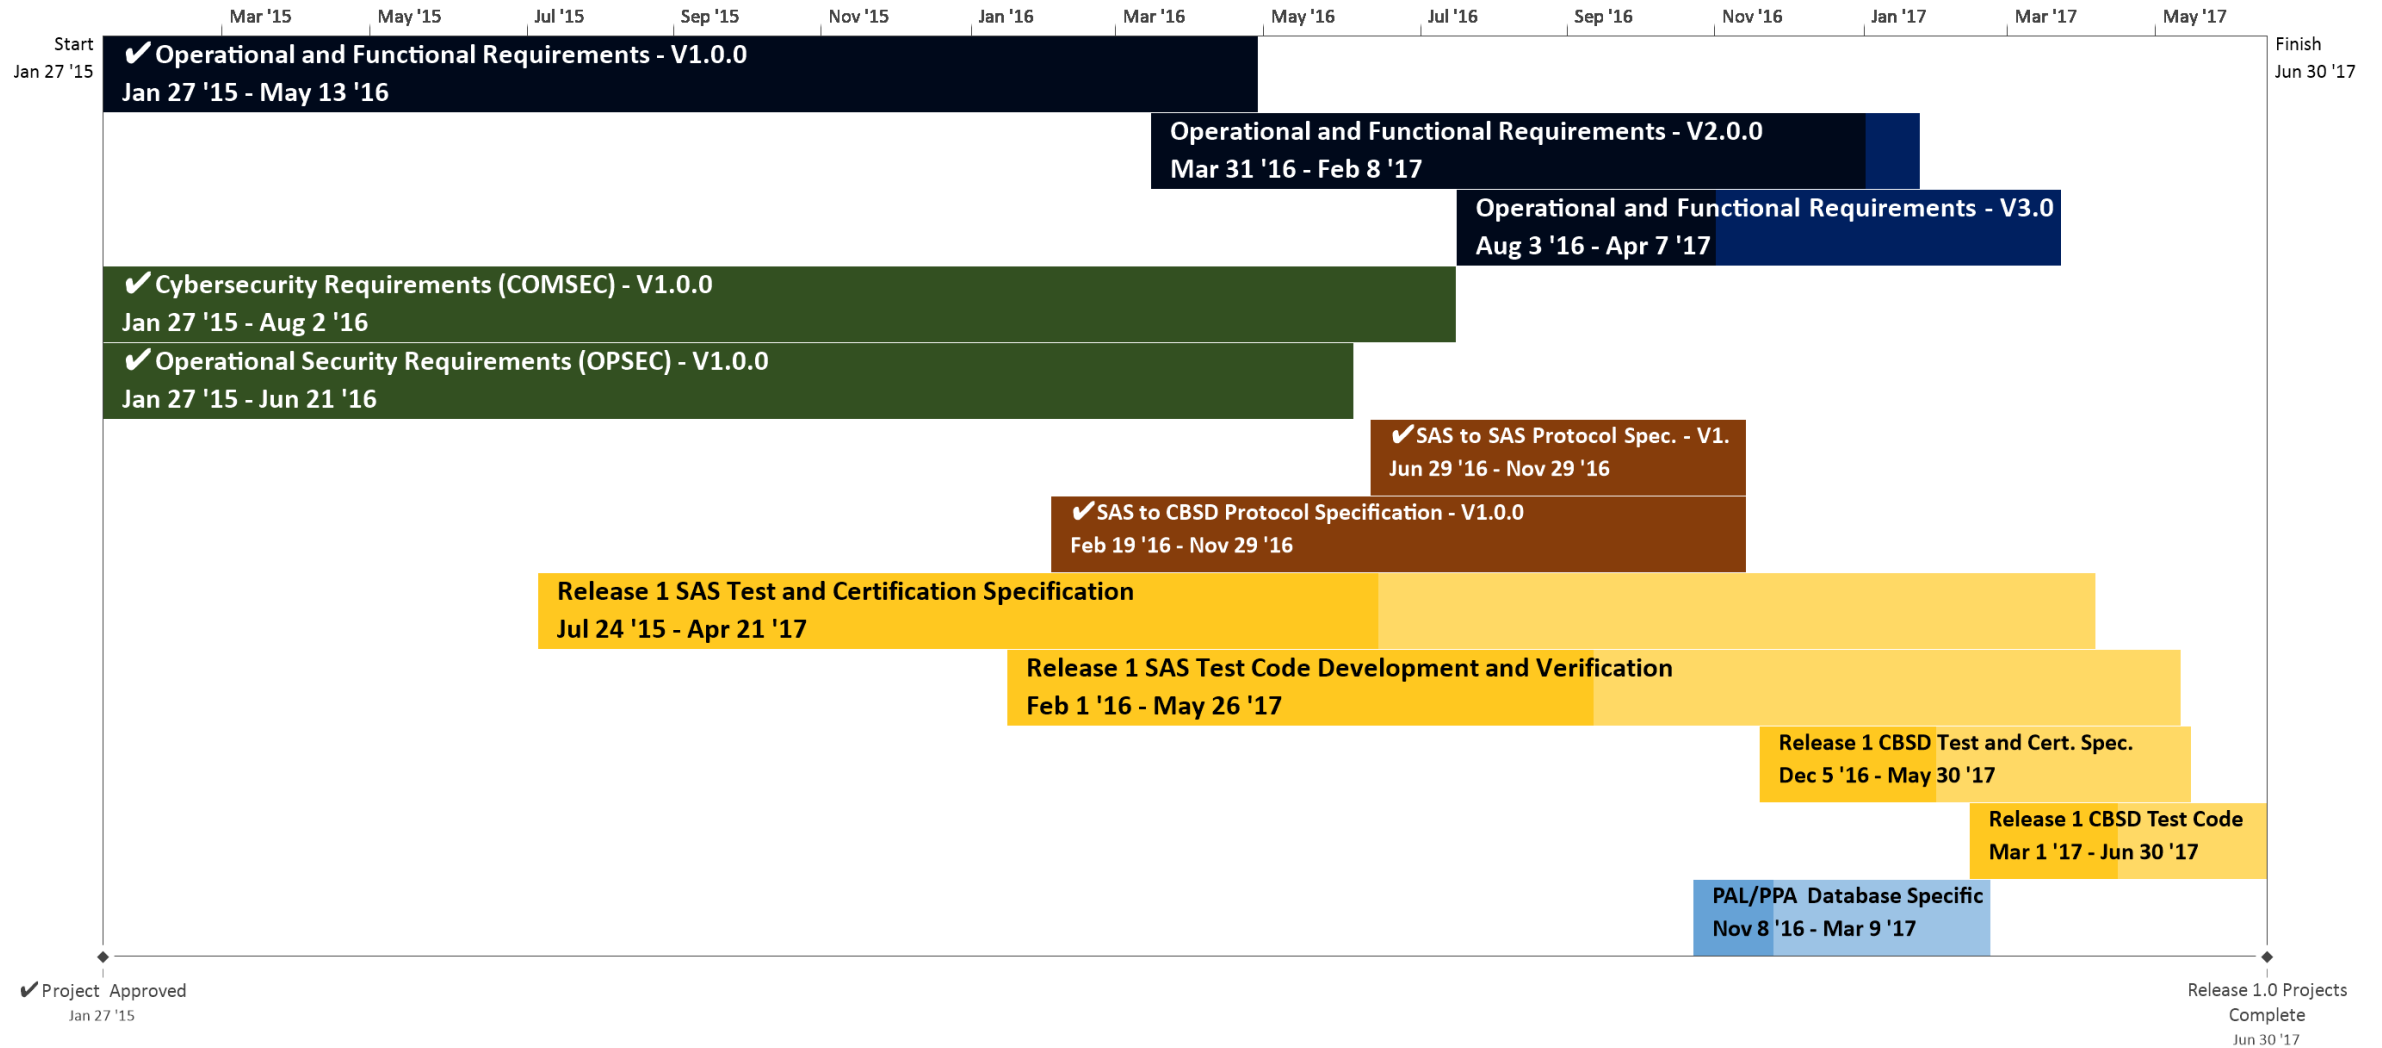 Mar '15 May '15 Jul '15 Sep '15 Nov '15 Jan '16 Mar '16 May '16 Jul '16 Sep '16 Nov '16 Jan '17 Mar '17 May '17
Start
Jan 27 '15
Finish
Jun 30 '17
✔ Operational and Functional Requirements - V1.0.0
Jan 27 '15 - May 13 '16
Operational and Functional Requirements - V2.0.0
Mar 31 '16 - Feb 8 '17
Operational and Functional Requirements - V3.0
Aug 3 '16 - Apr 7 '17
✔ Cybersecurity Requirements (COMSEC) - V1.0.0
Jan 27 '15 - Aug 2 '16
✔ Operational Security Requirements (OPSEC) - V1.0.0
Jan 27 '15 - Jun 21 '16
✔SAS to SAS Protocol Spec. - V1.
Jun 29 '16 - Nov 29 '16
✔SAS to CBSD Protocol Specification - V1.0.0
Feb 19 '16 - Nov 29 '16
Release 1 SAS Test and Certification Specification
Jul 24 '15 - Apr 21 '17
Release 1 SAS Test Code Development and Verification
Feb 1 '16 - May 26 '17
Release 1 CBSD Test and Cert. Spec.
Dec 5 '16 - May 30 '17
Release 1 CBSD Test Code
Mar 1 '17 - Jun 30 '17
PAL/PPA Database Specific
Nov 8 '16 - Mar 9 '17
✔ Project Approved
Jan 27 '15
Release 1.0 Projects
Complete
Jun 30 '17